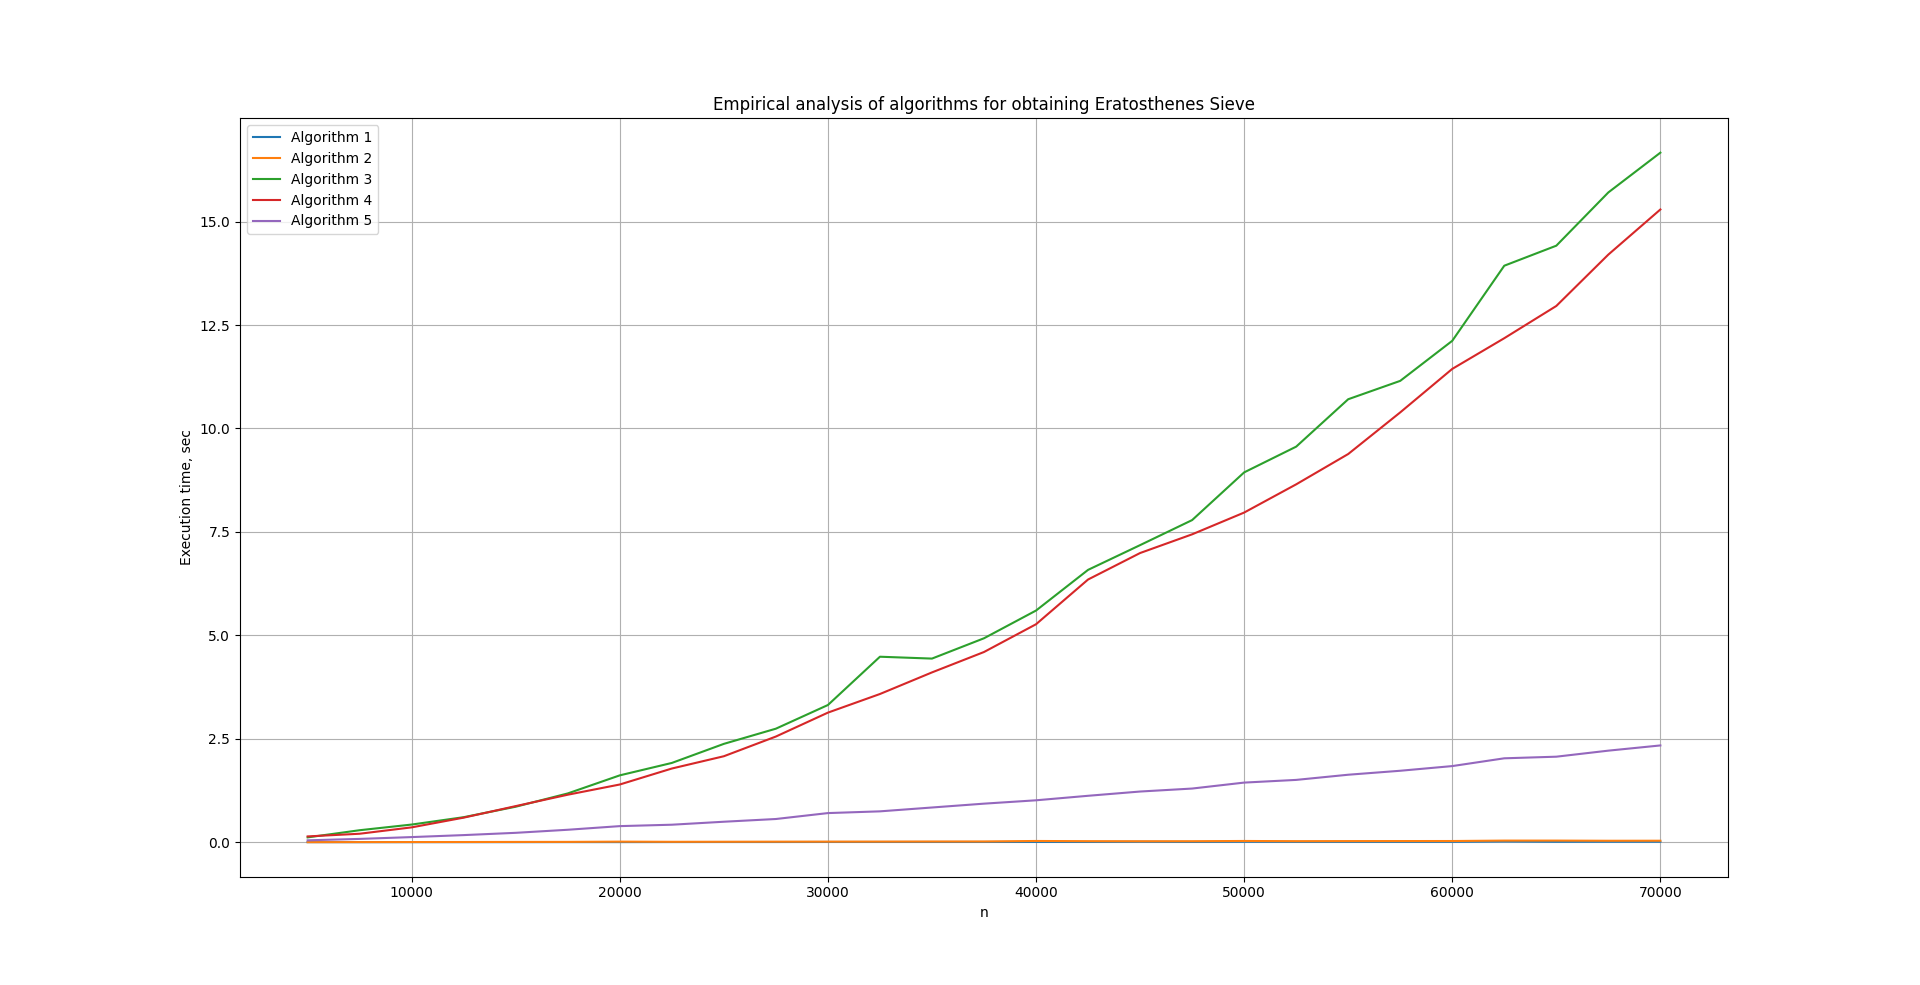 Empirical analysis of algorithms for obtaining Eratosthenes Sieve
Algorithm 1
Algorithm 2
Algorithm 3
Algorithm 4
Algorithm 5
Execution time, sec
15.0
12.5
10.0
7.5
5.0
2.5
0.0
10000 20000 30000 40000 50000 60000 70000
n